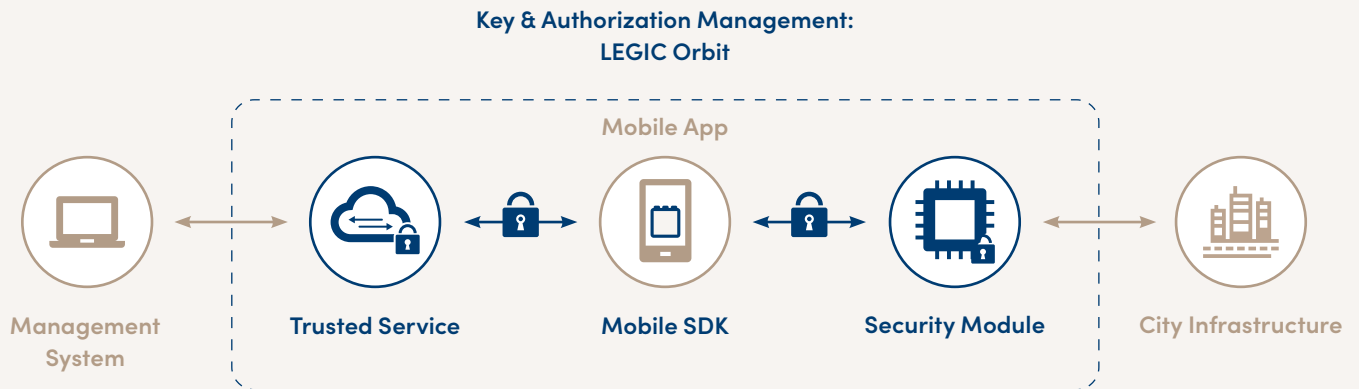 Key & Authorization Management:
LEGIC Orbit
Mobile App
Management
System
Trusted Service
Mobile SDK
Security Module
City Infrastructure